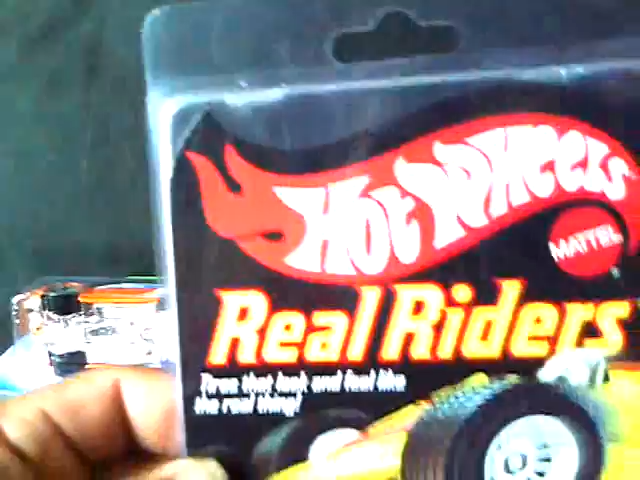 Hot Wheels
MATTEL
Real Riders
Tires that look and feel like
the real thing!